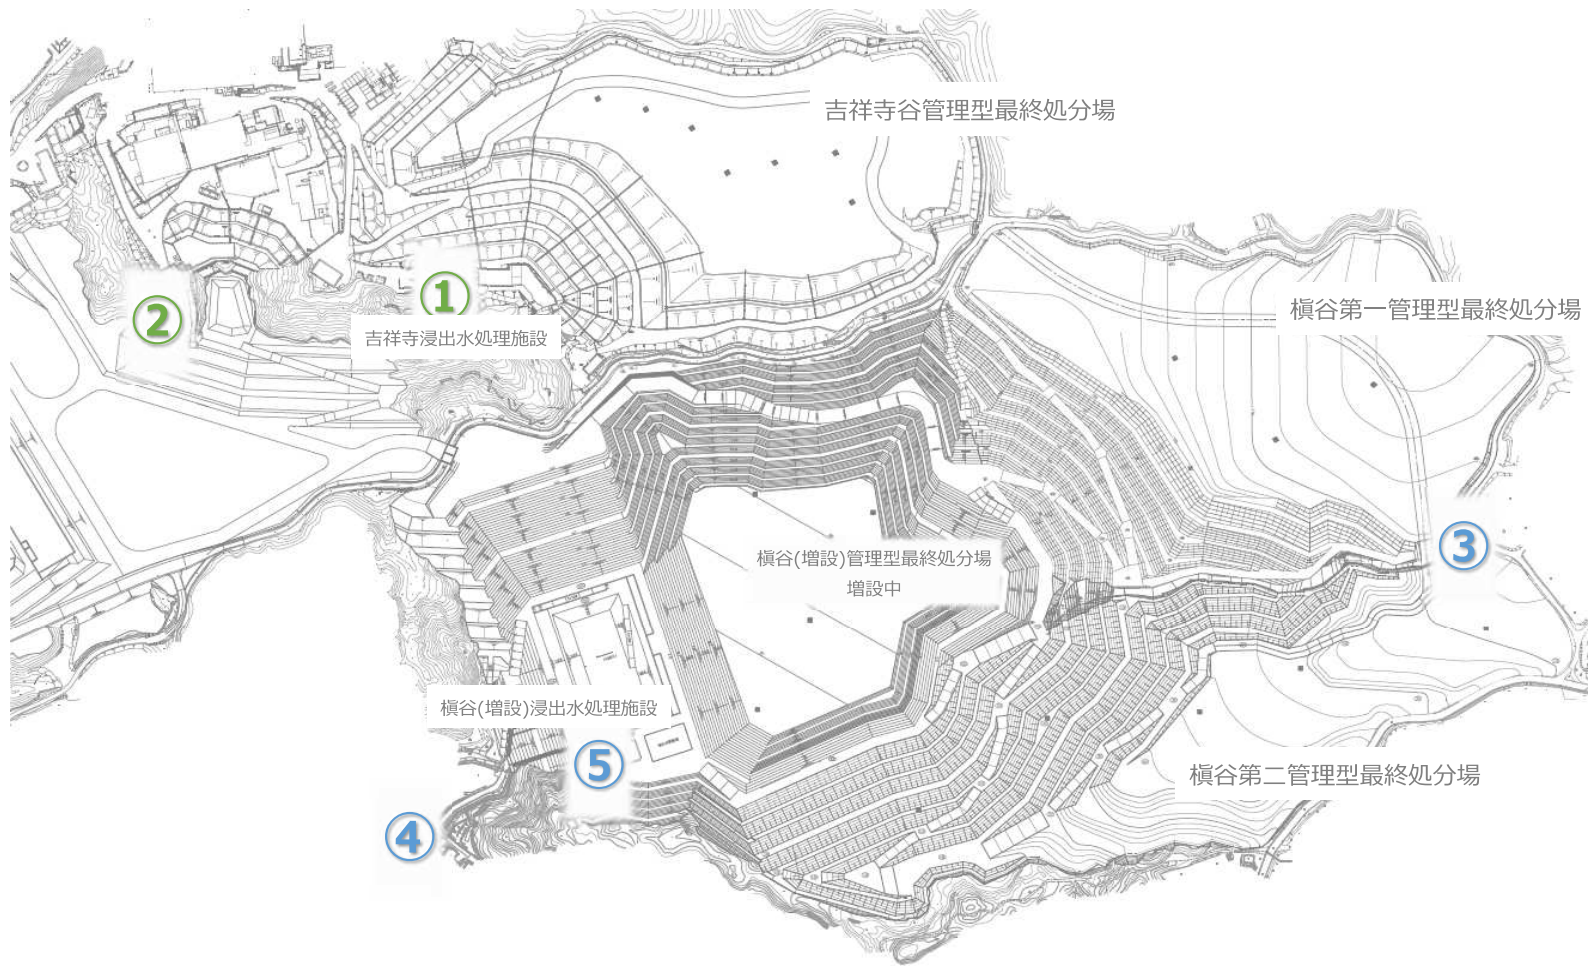 吉祥寺谷管理型最終処分場
①
②
吉祥寺浸出水処理施設
槇谷第一管理型最終処分場
③
槇谷(増設)管理型最終処分場
増設中
槇谷(増設)浸出水処理施設
⑤
槇谷第二管理型最終処分場
④